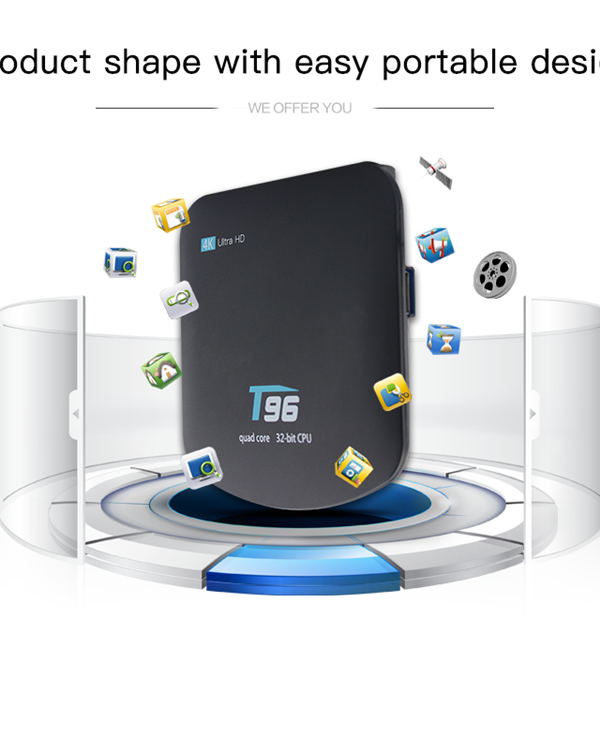 oduct shape with easy portable desi
WE OFFER YOU
4K Ultra HD
T96
quad core 32-bit CPU